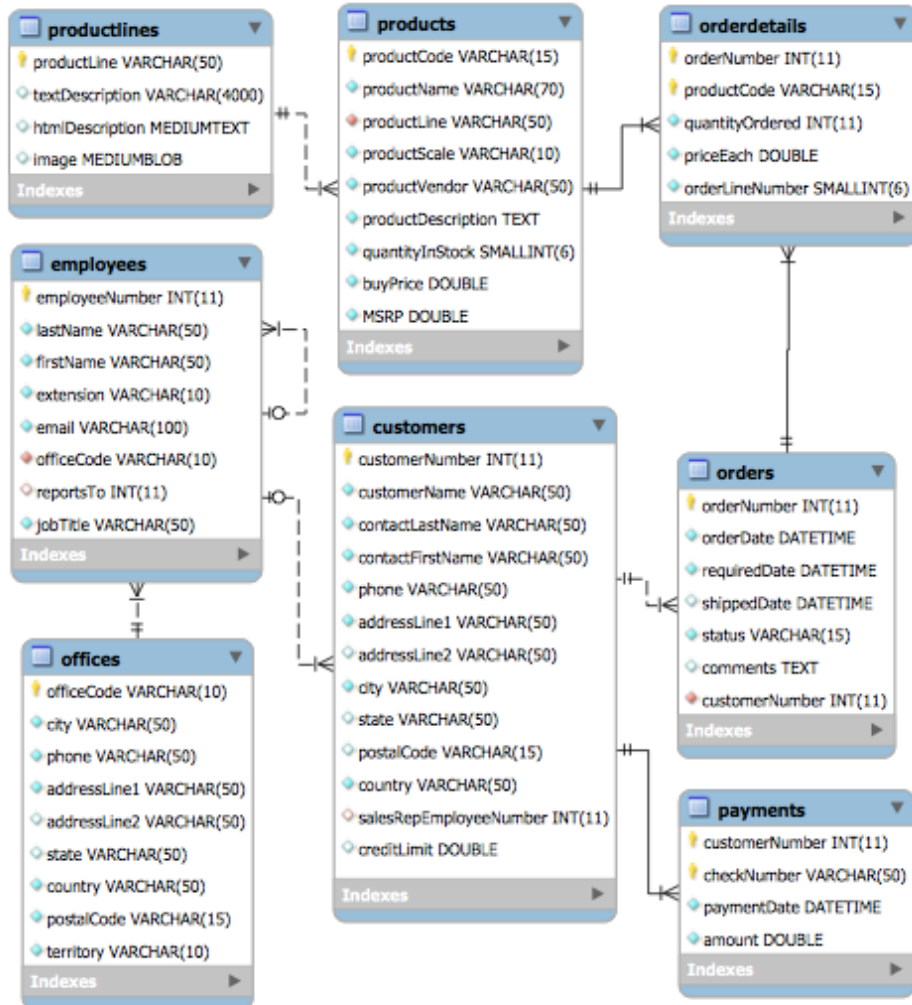 productlines
productLine VARCHAR(50)
textDescription VARCHAR(4000)
htmlDescription MEDIUMTEXT
image MEDIUMBLOB
Indexes
products
productCode VARCHAR(15)
productName VARCHAR(70)
productLine VARCHAR(50)
productScale VARCHAR(10)
productVendor VARCHAR(50)
productDescription TEXT
quantityInStock SMALLINT(6)
buyPrice DOUBLE
MSRP DOUBLE
Indexes
orderdetails
orderNumber INT(11)
productCode VARCHAR(15)
quantityOrdered INT(11)
priceEach DOUBLE
orderLineNumber SMALLINT(6)
Indexes
employees
employeeNumber INT(11)
lastName VARCHAR(50)
firstName VARCHAR(50)
extension VARCHAR(10)
email VARCHAR(100)
officeCode VARCHAR(10)
reportsTo INT(11)
jobTitle VARCHAR(50)
Indexes
customers
customerNumber INT(11)
customerName VARCHAR(50)
contactLastName VARCHAR(50)
contactFirstName VARCHAR(50)
phone VARCHAR(50)
addressLine1 VARCHAR(50)
addressLine2 VARCHAR(50)
city VARCHAR(50)
state VARCHAR(50)
postalCode VARCHAR(15)
country VARCHAR(50)
salesRepEmployeeNumber INT(11)
creditLimit DOUBLE
Indexes
orders
orderNumber INT(11)
orderDate DATETIME
requiredDate DATETIME
shippedDate DATETIME
status VARCHAR(15)
comments TEXT
customerNumber INT(11)
Indexes
offices
officeCode VARCHAR(10)
city VARCHAR(50)
phone VARCHAR(50)
addressLine1 VARCHAR(50)
addressLine2 VARCHAR(50)
state VARCHAR(50)
country VARCHAR(50)
postalCode VARCHAR(15)
territory VARCHAR(10)
Indexes
payments
customerNumber INT(11)
checkNumber VARCHAR(50)
paymentDate DATETIME
amount DOUBLE
Indexes